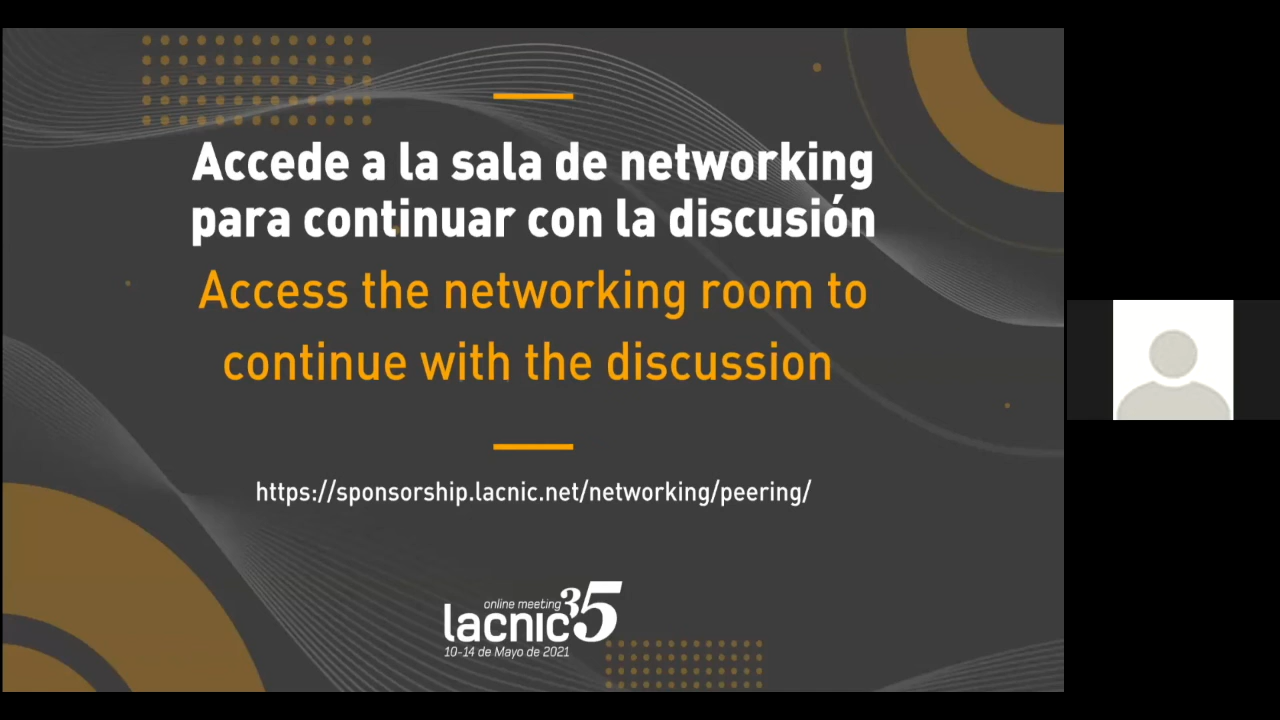 Accede a la sala de networking
para continuar con la discusión
Access the networking room to
continue with the discussion
https://sponsorship.lacnic.net/networking/peering/
online meeting
lacnic35
10-14 de Mayo de 2021